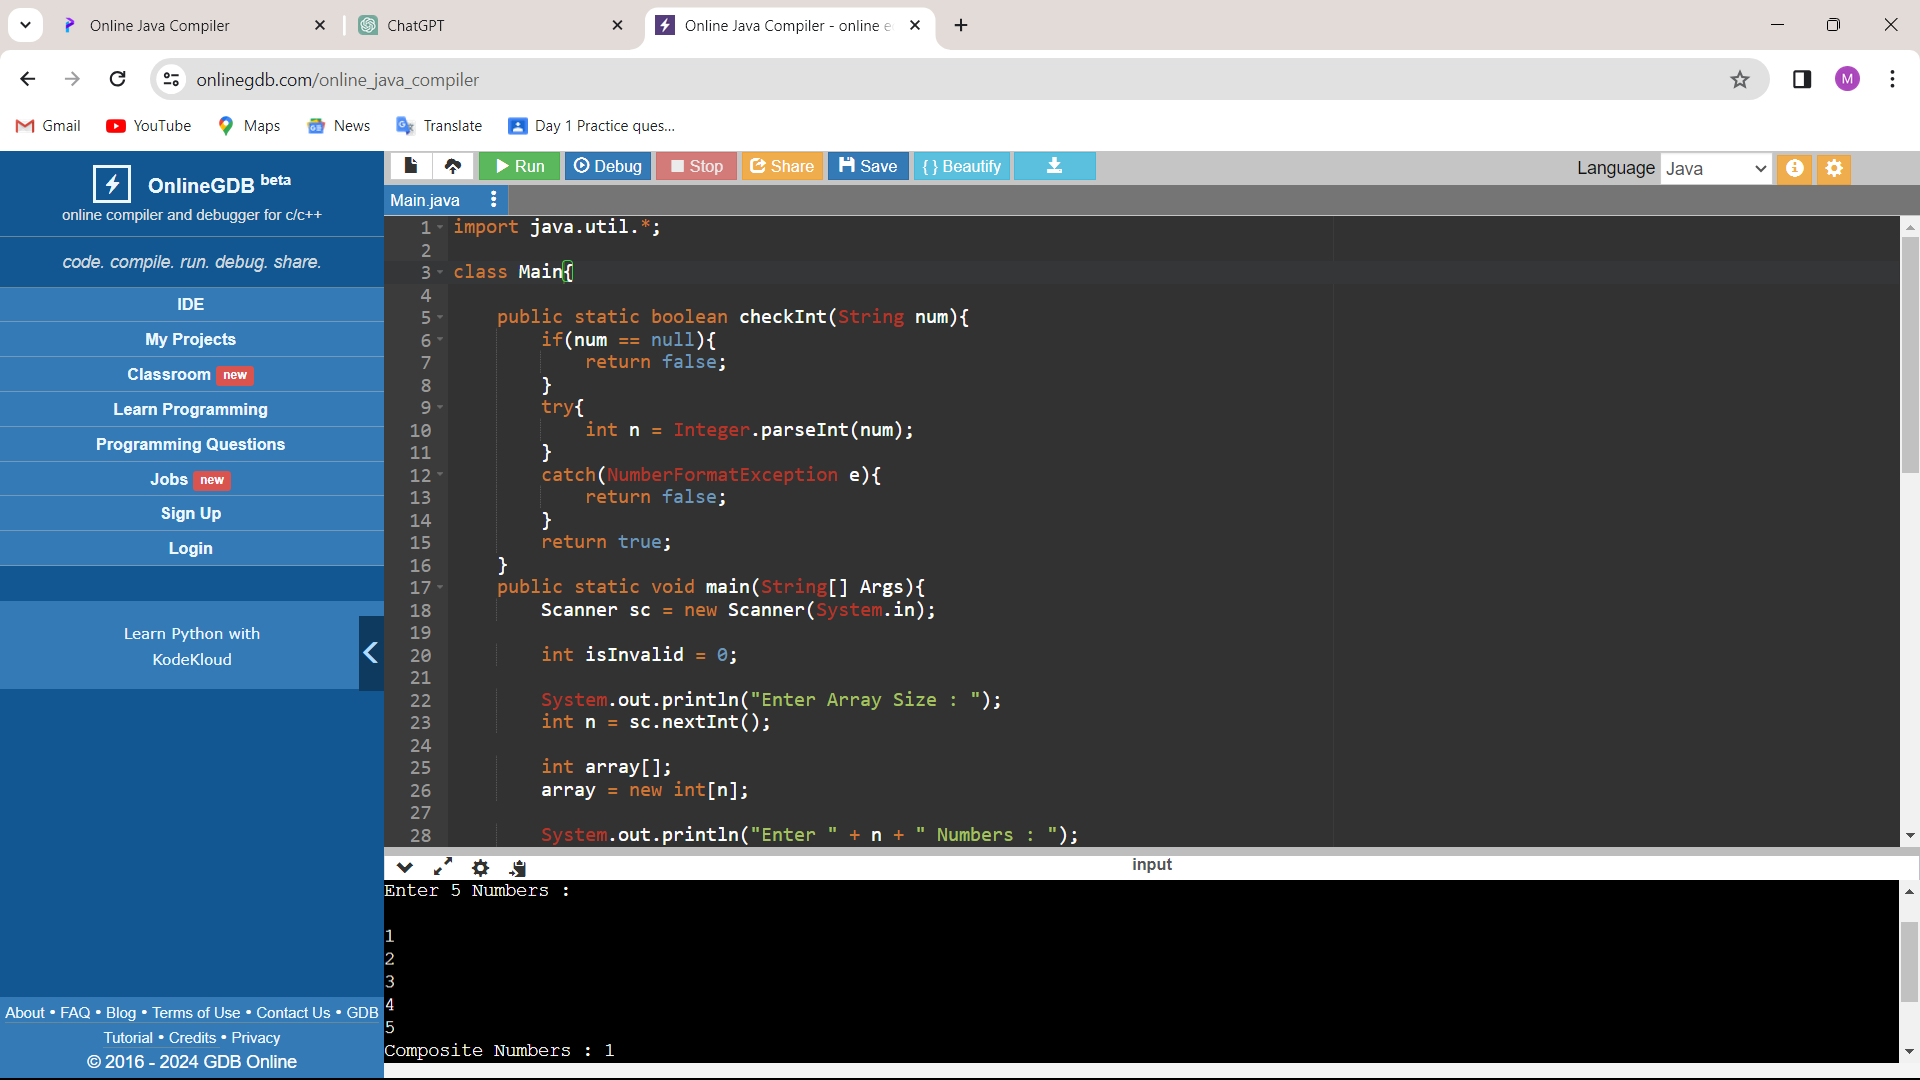 Online Java Compiler
ChatGPT
Online Java Compiler - online e
onlinegdb.com/online_java_compiler
M
Gmail
YouTube
Maps
News
Translate
Day 1 Practice ques...
OnlineGDB beta
online compiler and debugger for c/c++
code. compile. run. debug. share.
IDE
My Projects
Classroom new
Learn Programming
Programming Questions
Jobs new
Sign Up
Login
Learn Python with
KodeKloud
About • FAQ • Blog • Terms of Use • Contact Us • GDB
Tutorial • Credits • Privacy
© 2016 - 2024 GDB Online
Run Debug Stop Share Save { } Beautify
Language Java
Main.java
1 import java.util.*;
2
3 class Main{
4
5 public static boolean checkInt(String num){
6 if(num == null){
7 return false;
8 }
9 try{
10 int n = Integer.parseInt(num);
11 }
12 catch(NumberFormatException e){
13 return false;
14 }
15 return true;
16 }
17 public static void main(String[] Args){
18 Scanner sc = new Scanner(System.in);
19
20 int isInvalid = 0;
21
22 System.out.println("Enter Array Size : ");
23 int n = sc.nextInt();
24
25 int array[];
26 array = new int[n];
27
28 System.out.println("Enter " + n + " Numbers : ");
input
Enter 5 Numbers :
1
2
3
4
5
Composite Numbers : 1